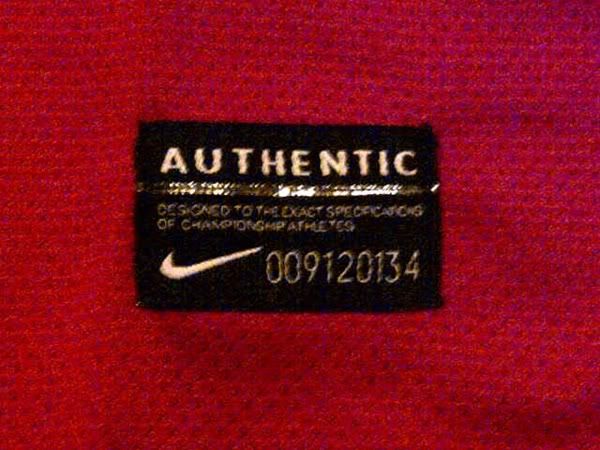 AUTHENTIC
DESIGNED TO THE EXACT SPECIFICATIONS
OF CHAMPIONSHIP ATHLETES
009120134